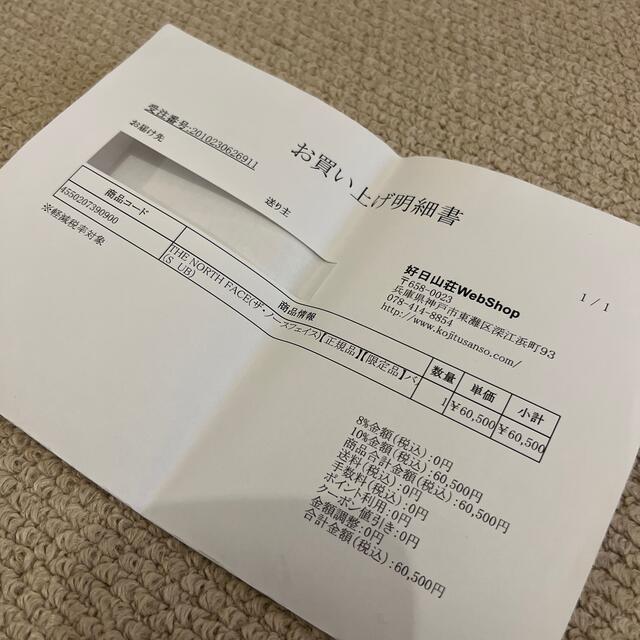 お買い上げ明細書
1 / 1
受注番号:2010230626911
お届け先
送り主
好日山荘WebShop
〒658-0023
兵庫県神戸市東灘区深江浜町93
078-414-8854
http://www.kojitusanso.com/
商品コード 商品情報 数量 単価 小計
4550207390900 THE NORTH FACE(ザ・ノースフェイス)【正規品】【限定品】バ 1 ¥60,500 ¥60,500
(S UB)
※軽減税率対象
8%金額(税込):0円
10%金額(税込):60,500円
商品合計金額(税込):60,500円
送料(税込):0円
手数料(税込):0円
ポイント利用:0円
クーポン値引き:0円
金額調整:0円
合計金額(税込):60,500円